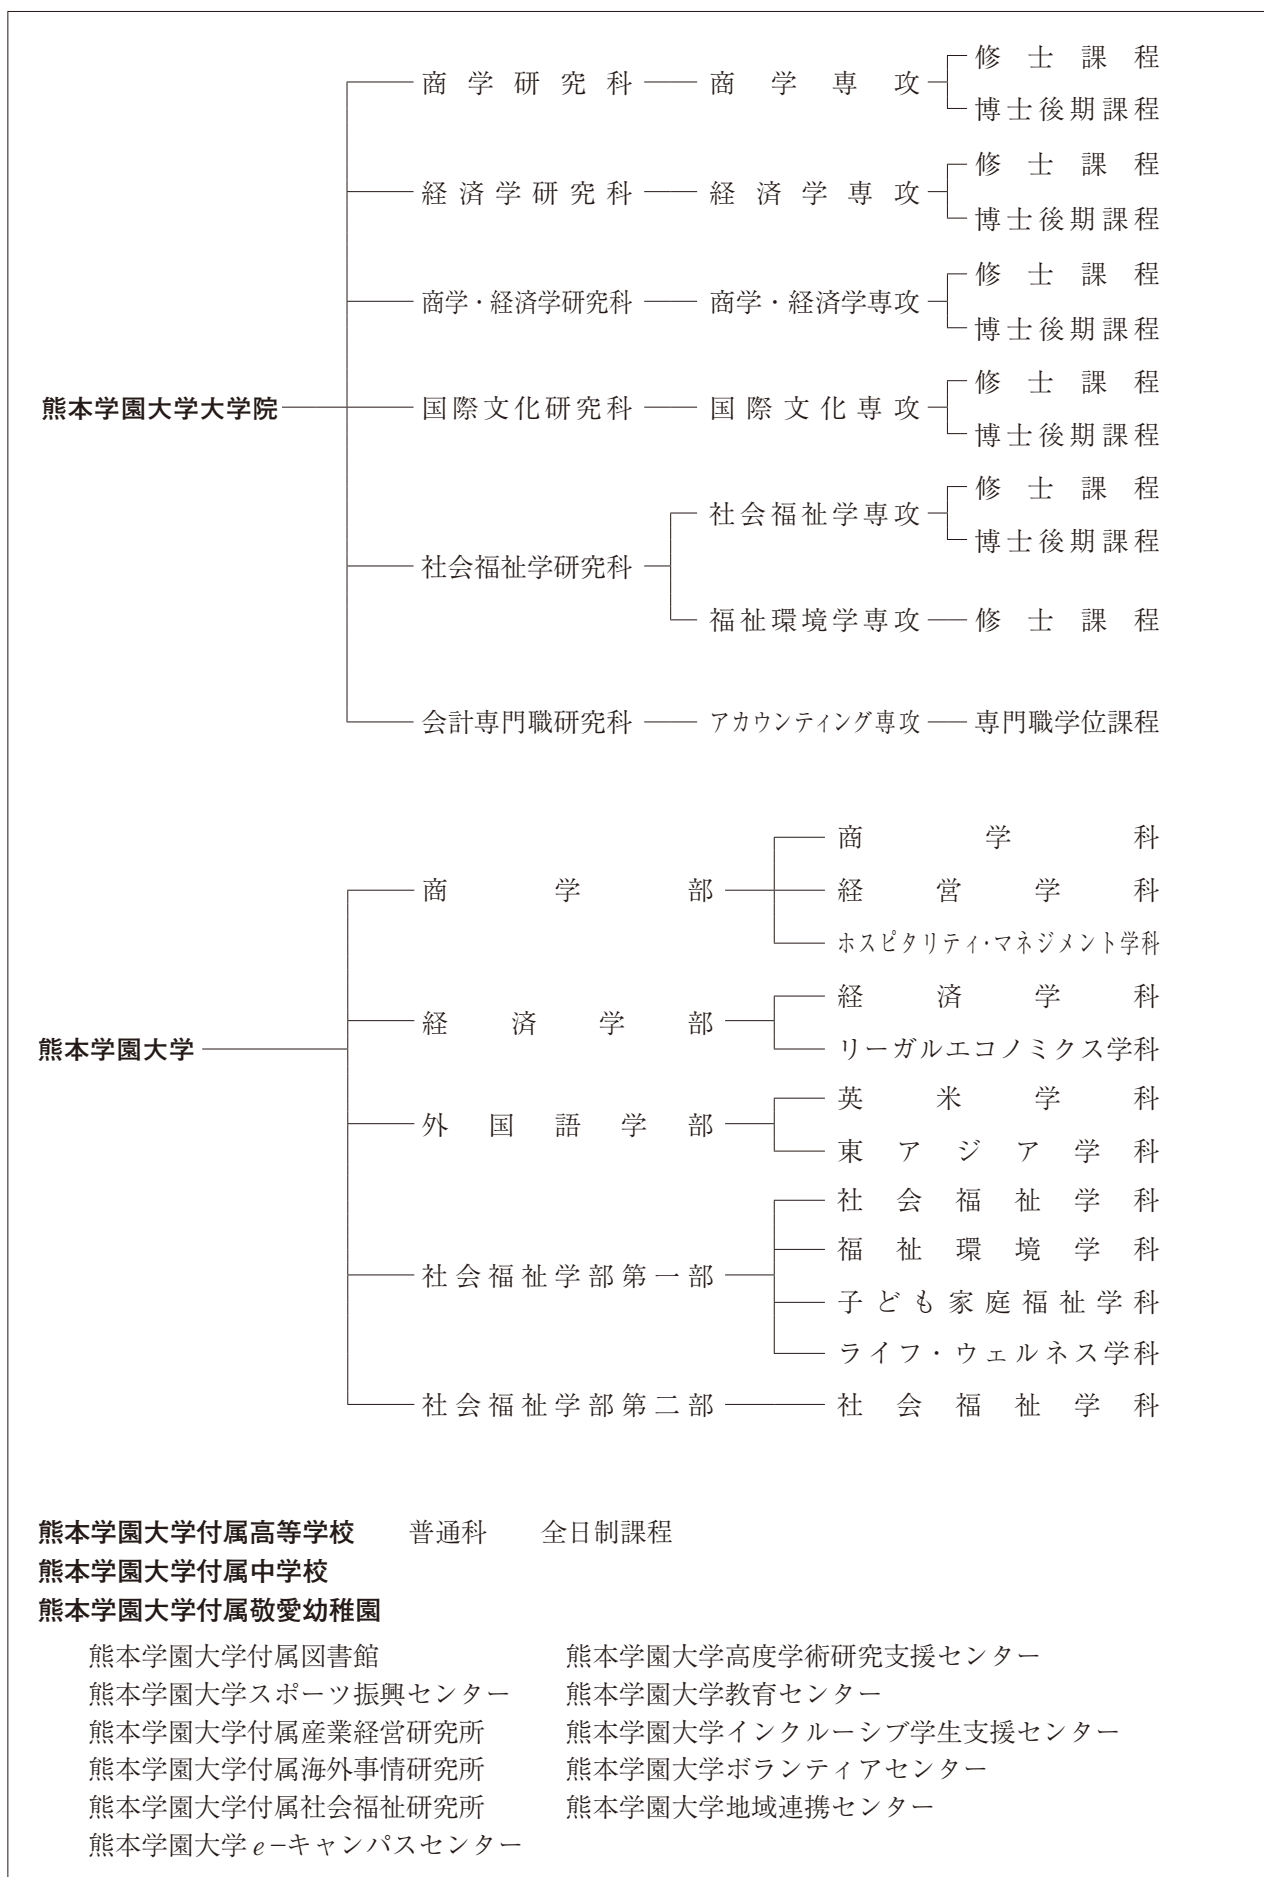 修士課程
商学研究科 商学専攻
博士後期課程
修士課程
経済学研究科 経済学専攻
博士後期課程
修士課程
商学・経済学研究科 商学・経済学専攻
博士後期課程
修士課程
熊本学園大学大学院 国際文化研究科 国際文化専攻
博士後期課程
修士課程
社会福祉学専攻
博士後期課程
社会福祉学研究科
福祉環境学専攻 修士課程
会計専門職研究科 アカウンティング専攻 専門職学位課程
商学科
商学部 経営学科
ホスピタリティ・マネジメント学科
経済学科
経済学部
熊本学園大学 リーガルエコノミクス学科
英米学科
外国語学部
東アジア学科
社会福祉学科
福祉環境学科
社会福祉学部第一部
子ども家庭福祉学科
ライフ・ウェルネス学科
社会福祉学部第二部 社会福祉学科
熊本学園大学付属高等学校 普通科 全日制課程
熊本学園大学付属中学校
熊本学園大学付属敬愛幼稚園
熊本学園大学付属図書館 熊本学園大学高度学術研究支援センター
熊本学園大学スポーツ振興センター 熊本学園大学教育センター
熊本学園大学付属産業経営研究所 熊本学園大学インクルーシブ学生支援センター
熊本学園大学付属海外事情研究所 熊本学園大学ボランティアセンター
熊本学園大学付属社会福祉研究所 熊本学園大学地域連携センター
熊本学園大学e-キャンパスセンター